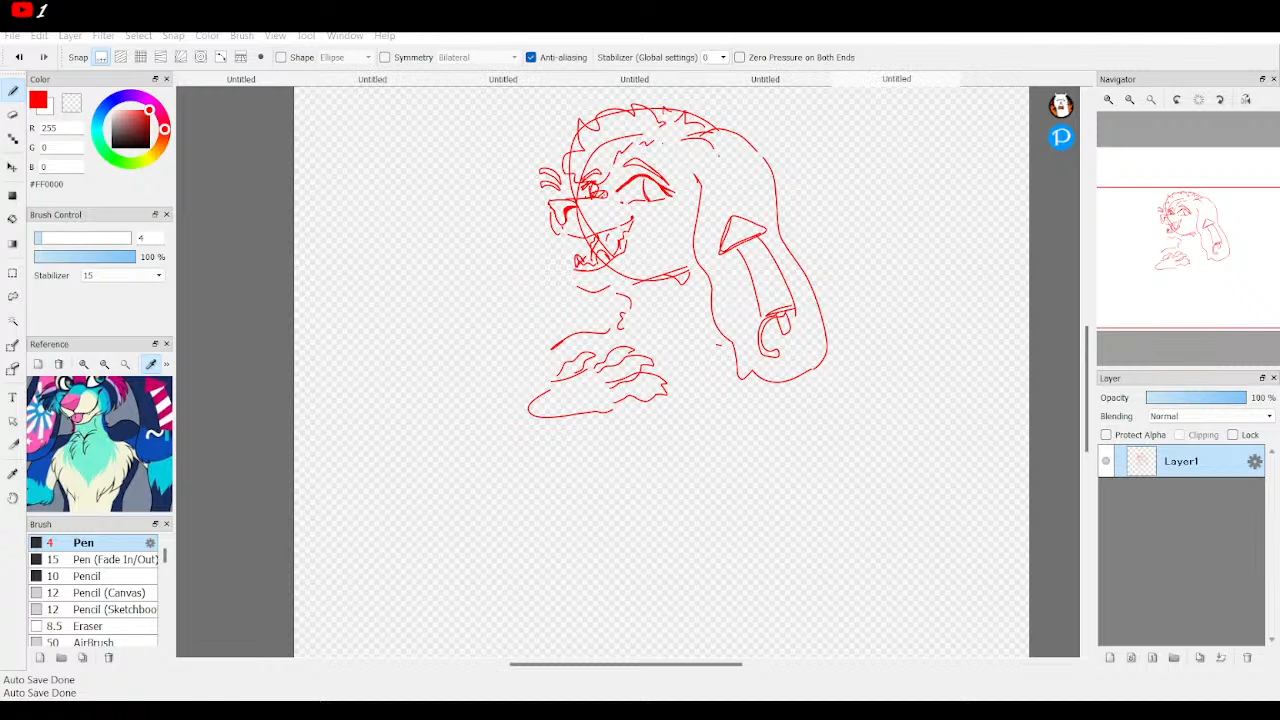 1
File Edit Layer Filter Select Snap Color Brush View Tool Window Help
Snap Shape Ellipse Symmetry Bilateral Anti-aliasing Stabilizer (Global settings) 0 Zero Pressure on Both Ends
Color Untitled Untitled Untitled Untitled Untitled Untitled Navigator
R 255
G 0
B 0
#FF0000
Brush Control
4
100 %
Stabilizer 15
Reference
Layer
Opacity 100 %
Blending Normal
Protect Alpha Clipping Lock
Layer1
Brush
4 Pen
15 Pen (Fade In/Out)
10 Pencil
12 Pencil (Canvas)
12 Pencil (Sketchboo
8.5 Eraser
50 AirBrush
Auto Save Done
Auto Save Done